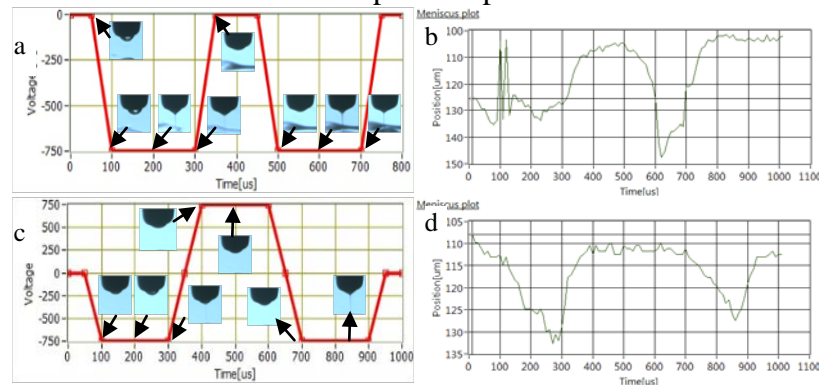 Meniscus plot
a
0
-250
-500
-750
Voltage
0 100 200 300 400 500 600 700 800
Time[us]
b
100
110
120
130
140
150
Position[um]
0 100 200 300 400 500 600 700 800 900 1000 1100
Time[us]
c
750
500
250
0
-250
-500
-750
Voltage
0 100 200 300 400 500 600 700 800 900 1000
Time[us]
Meniscus plot
d
105
110
115
120
125
130
135
Position[um]
0 100 200 300 400 500 600 700 800 900 1000 1100
Time[us]